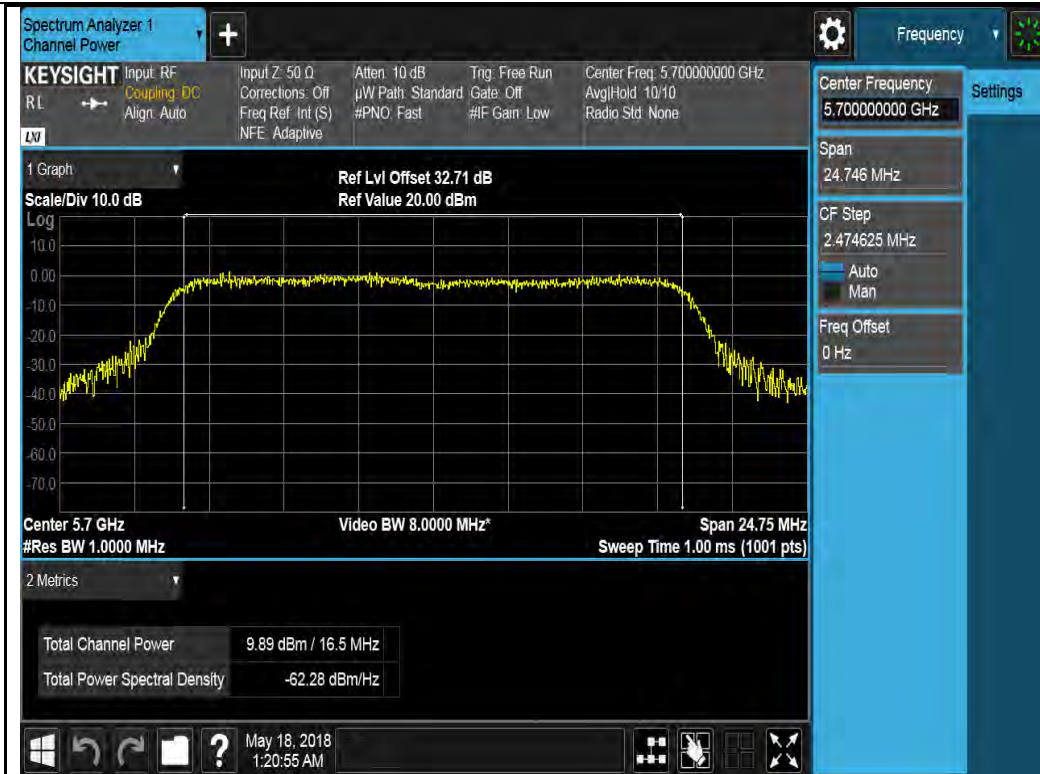 Spectrum Analyzer 1
Channel Power
+
Frequency
KEYSIGHT
RL
LXI
Input: RF
Coupling: DC
Align: Auto
Input Z: 50 Ω
Corrections: Off
Freq Ref: Int (S)
NFE: Adaptive
Atten: 10 dB
µW Path: Standard
#PNO: Fast
Trig: Free Run
Gate: Off
#IF Gain: Low
Center Freq: 5.700000000 GHz
Avg|Hold: 10/10
Radio Std: None
Center Frequency
5.700000000 GHz
Settings
Span
24.746 MHz
CF Step
2.474625 MHz
Auto
Man
Freq Offset
0 Hz
1 Graph
Scale/Div 10.0 dB
Ref Lvl Offset 32.71 dB
Ref Value 20.00 dBm
Log
10.0
0.00
-10.0
-20.0
-30.0
-40.0
-50.0
-60.0
-70.0
Center 5.7 GHz
#Res BW 1.0000 MHz
Video BW 8.0000 MHz*
Span 24.75 MHz
Sweep Time 1.00 ms (1001 pts)
2 Metrics
Total Channel Power 9.89 dBm / 16.5 MHz
Total Power Spectral Density -62.28 dBm/Hz
?
May 18, 2018
1:20:55 AM